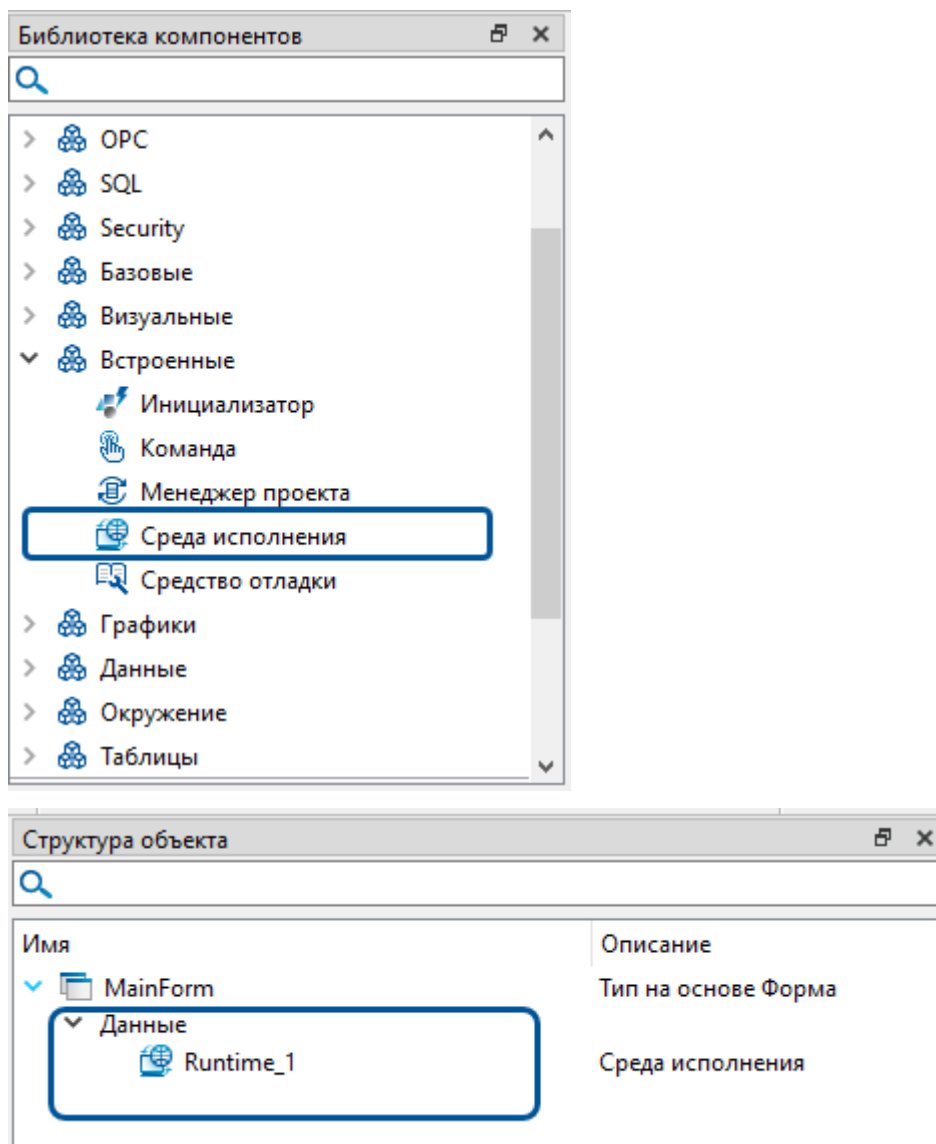 Библиотека компонентов
OPC
SQL
Security
Базовые
Визуальные
Встроенные
Инициализатор
Команда
Менеджер проекта
Среда исполнения
Средство отладки
Графики
Данные
Окружение
Таблицы
Структура объекта
Имя Описание
MainForm Тип на основе Форма
Данные
Runtime_1 Среда исполнения